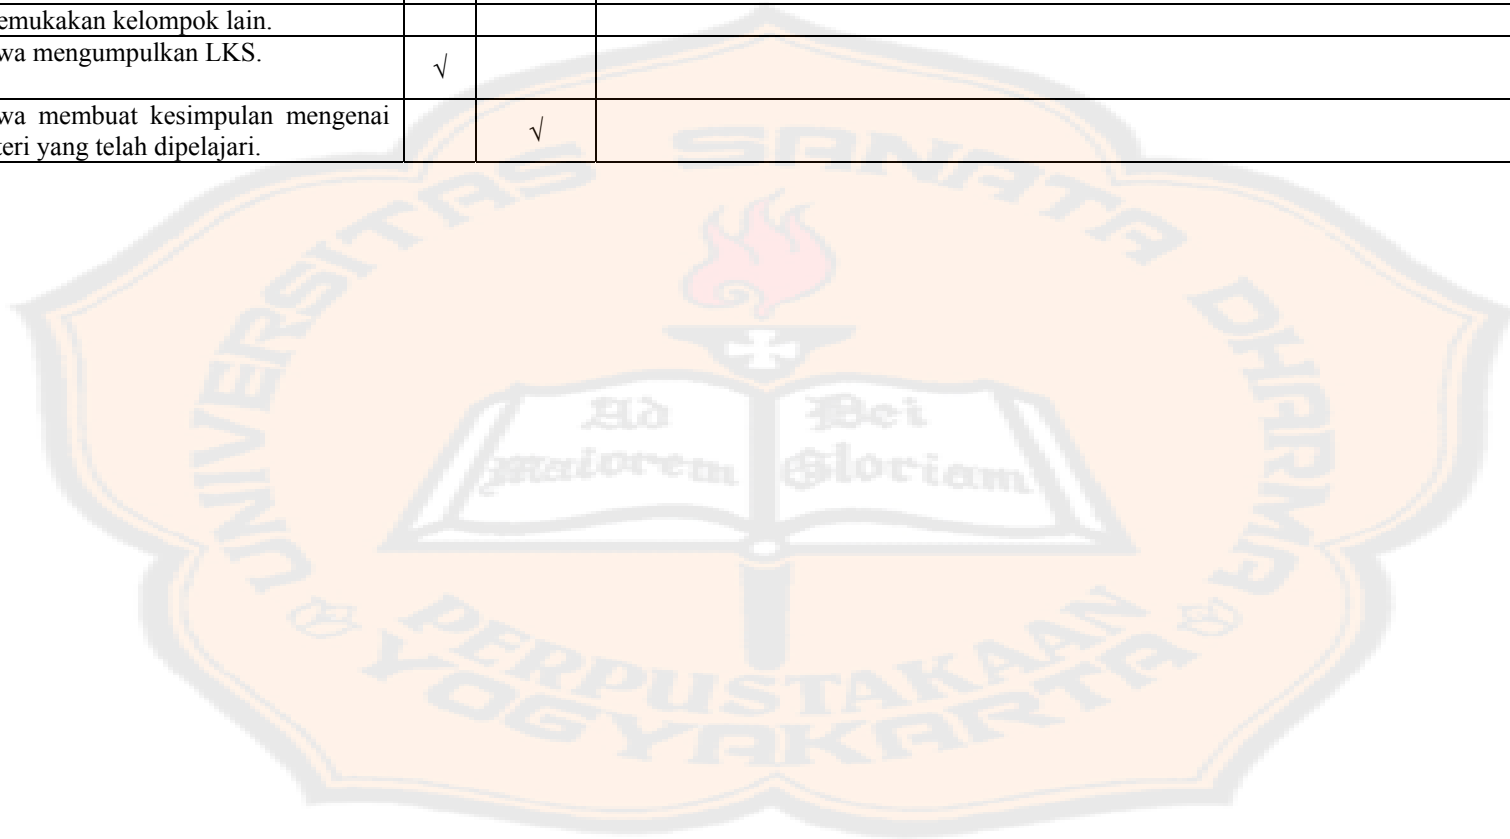 emukakan kelompok lain.
wa mengumpulkan LKS.
√
wa membuat kesimpulan mengenai
teri yang telah dipelajari.
√
UNIVERSITAS SANATA DHARMA
Ad Dei
Maiorem Gloriam
PERPUSTAKAAN
YOGYAKARTA